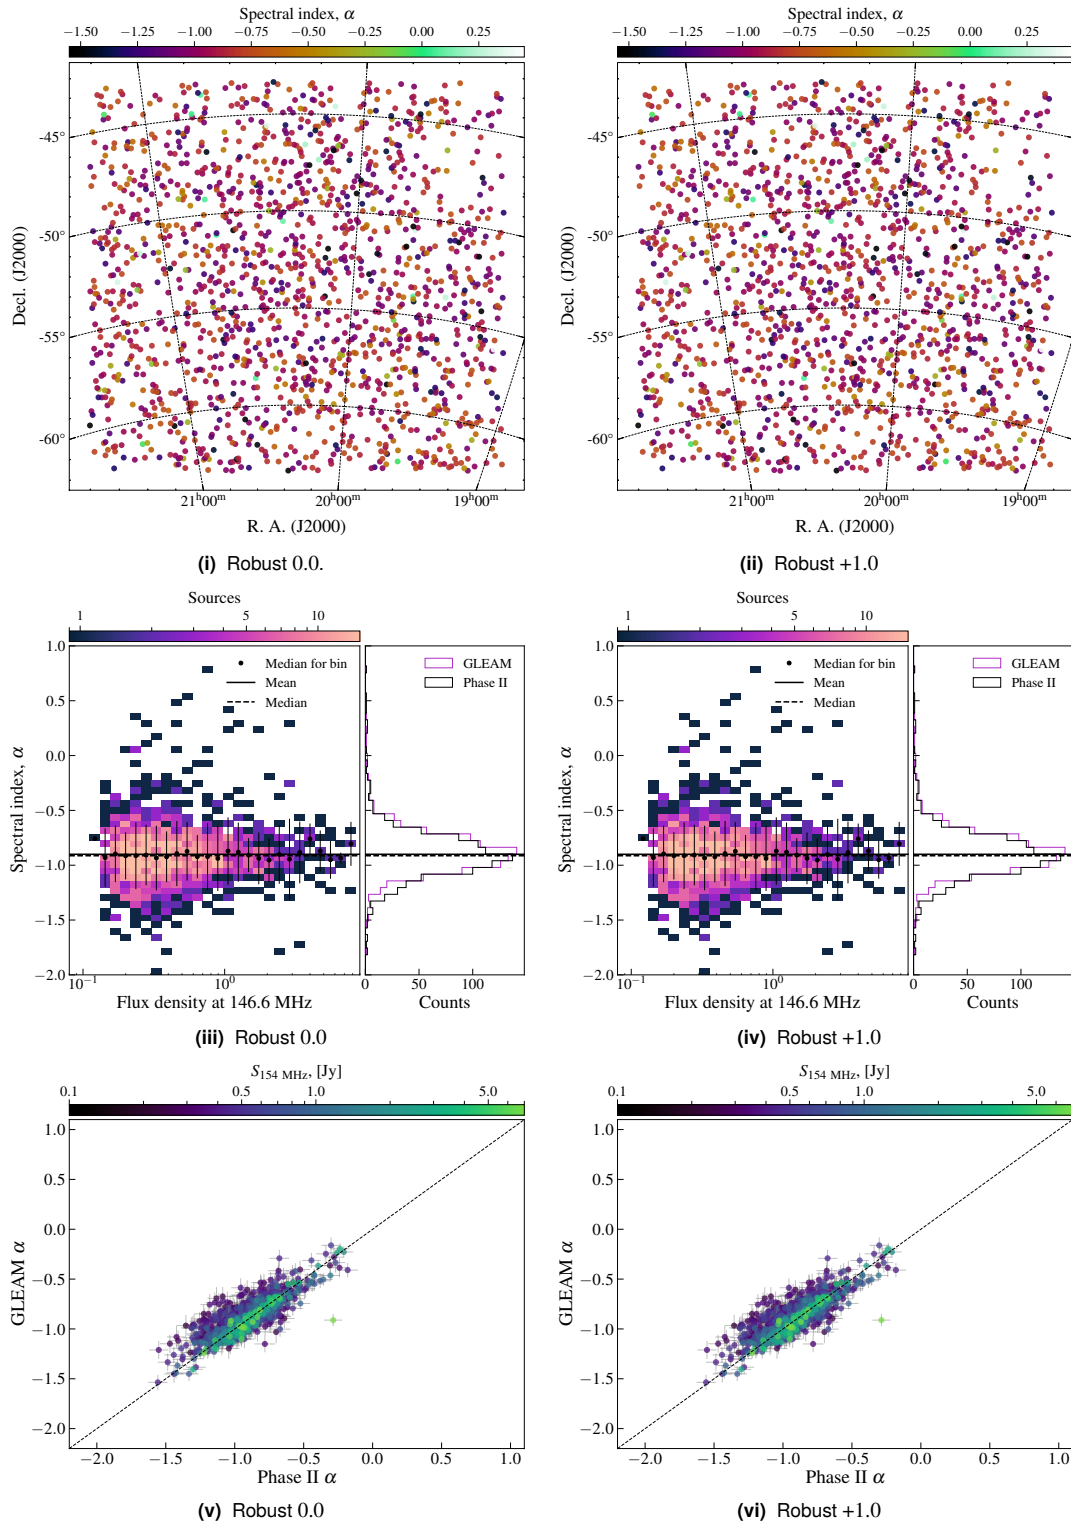 Spectral index, α
−1.50 −1.25 −1.00 −0.75 −0.50 −0.25 0.00 0.25
-45°
-50°
-55°
-60°
Decl. (J2000)
21ʰ00ᵐ 20ʰ00ᵐ 19ʰ00ᵐ
R. A. (J2000)
(i) Robust 0.0.
Spectral index, α
−1.50 −1.25 −1.00 −0.75 −0.50 −0.25 0.00 0.25
-45°
-50°
-55°
-60°
Decl. (J2000)
21ʰ00ᵐ 20ʰ00ᵐ 19ʰ00ᵐ
R. A. (J2000)
(ii) Robust +1.0
Sources
1 5 10
1.0
0.5
0.0
−0.5
−1.0
−1.5
−2.0
Spectral index, α
Median for bin
Mean
Median
GLEAM
Phase II
10⁻¹ 10⁰
0 50 100
Flux density at 146.6 MHz
Counts
(iii) Robust 0.0
Sources
1 5 10
1.0
0.5
0.0
−0.5
−1.0
−1.5
−2.0
Spectral index, α
Median for bin
Mean
Median
GLEAM
Phase II
10⁻¹ 10⁰
0 50 100
Flux density at 146.6 MHz
Counts
(iv) Robust +1.0
S₁₅₄ MHz, [Jy]
0.1 0.5 1.0 5.0
1.0
0.5
0.0
−0.5
−1.0
−1.5
−2.0
GLEAM α
−2.0 −1.5 −1.0 −0.5 0.0 0.5 1.0
Phase II α
(v) Robust 0.0
S₁₅₄ MHz, [Jy]
0.1 0.5 1.0 5.0
1.0
0.5
0.0
−0.5
−1.0
−1.5
−2.0
GLEAM α
−2.0 −1.5 −1.0 −0.5 0.0 0.5 1.0
Phase II α
(vi) Robust +1.0